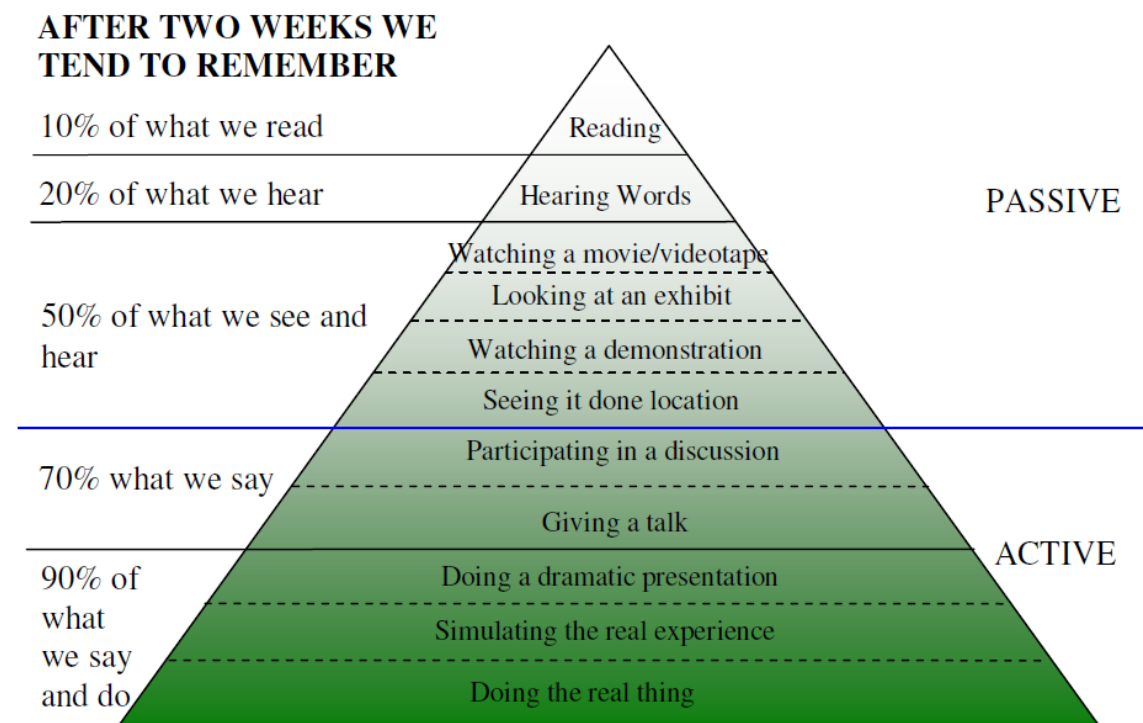 AFTER TWO WEEKS WE
TEND TO REMEMBER
10% of what we read
Reading
20% of what we hear
Hearing Words
PASSIVE
Watching a movie/videotape
Looking at an exhibit
50% of what we see and
hear
Watching a demonstration
Seeing it done location
Participating in a discussion
70% what we say
Giving a talk
ACTIVE
90% of
what
we say
and do
Doing a dramatic presentation
Simulating the real experience
Doing the real thing